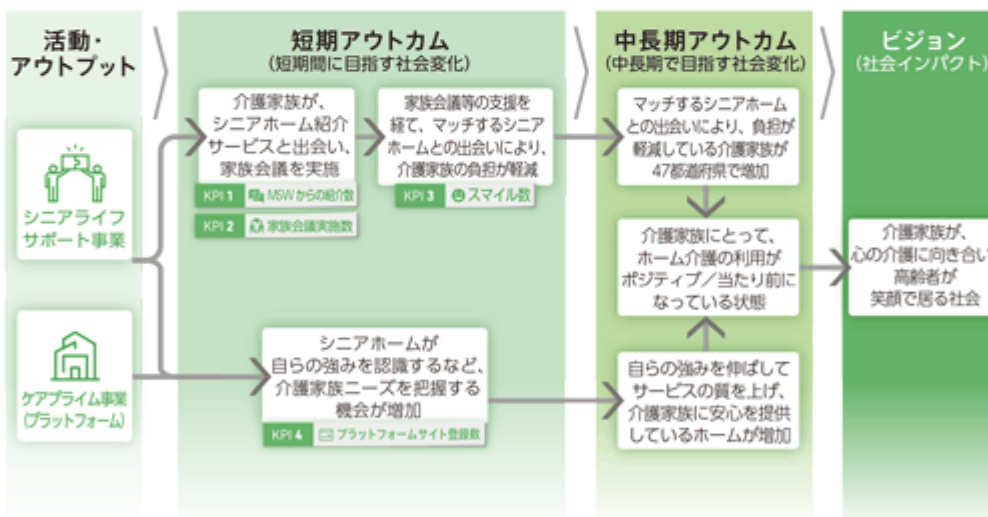 活動・
アウトプット
シニアライフ
サポート事業
ケアプライム事業
(プラットフォーム)
短期アウトカム
(短期間に目指す社会変化)
介護家族が、
シニアホーム紹介
サービスと出会い、
家族会議を実施
KPI 1 MSWからの紹介数
KPI 2 家族会議実施数
家族会議等の支援を
経て、マッチするシニア
ホームとの出会いにより、
介護家族の負担が軽減
KPI 3 スマイル数
シニアホームが
自らの強みを認識するなど、
介護家族ニーズを把握する
機会が増加
KPI 4 プラットフォームサイト登録数
中長期アウトカム
(中長期で目指す社会変化)
マッチするシニアホーム
との出会いにより、負担が
軽減している介護家族が
47都道府県で増加
介護家族にとって、
ホーム介護の利用が
ポジティブ/当たり前に
なっている状態
自らの強みを伸ばして
サービスの質を上げ、
介護家族に安心を提供
しているホームが増加
ビジョン
(社会インパクト)
介護家族が、
心の介護に向き合い
高齢者が
笑顔で居る社会